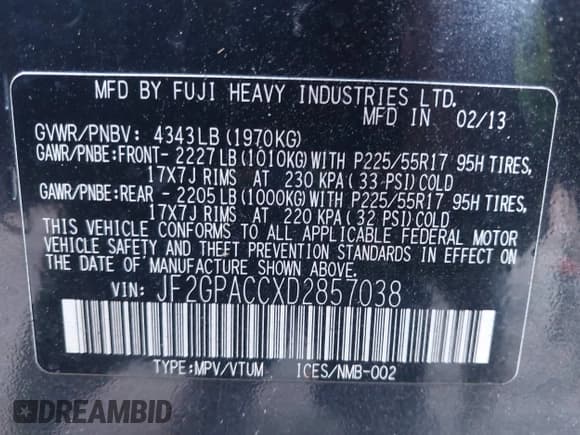 MFD BY FUJI HEAVY INDUSTRIES LTD.
MFD IN 02/13
GVWR/PNBV: 4343LB(1970KG)
GAWR/PNBE:FRONT- 2227LB(1010KG)WITH P225/55R17 95H TIRES,
17X7J RIMS AT 230 KPA( 33 PSI)COLD
GAWR/PNBE:REAR - 2205LB(1000KG)WITH P225/55R17 95H TIRES,
17X7J RIMS AT 220 KPA( 32 PSI)COLD
THIS VEHICLE CONFORMS TO ALL APPLICABLE FEDERAL MOTOR
VEHICLE SAFETY AND THEFT PREVENTION STANDARDS IN EFFECT ON
THE DATE OF MANUFACTURE SHOWN ABOVE.
VIN: JF2GPACCXD2857038
TYPE:MPV/VTUM ICES/NMB-002
DREAMBID